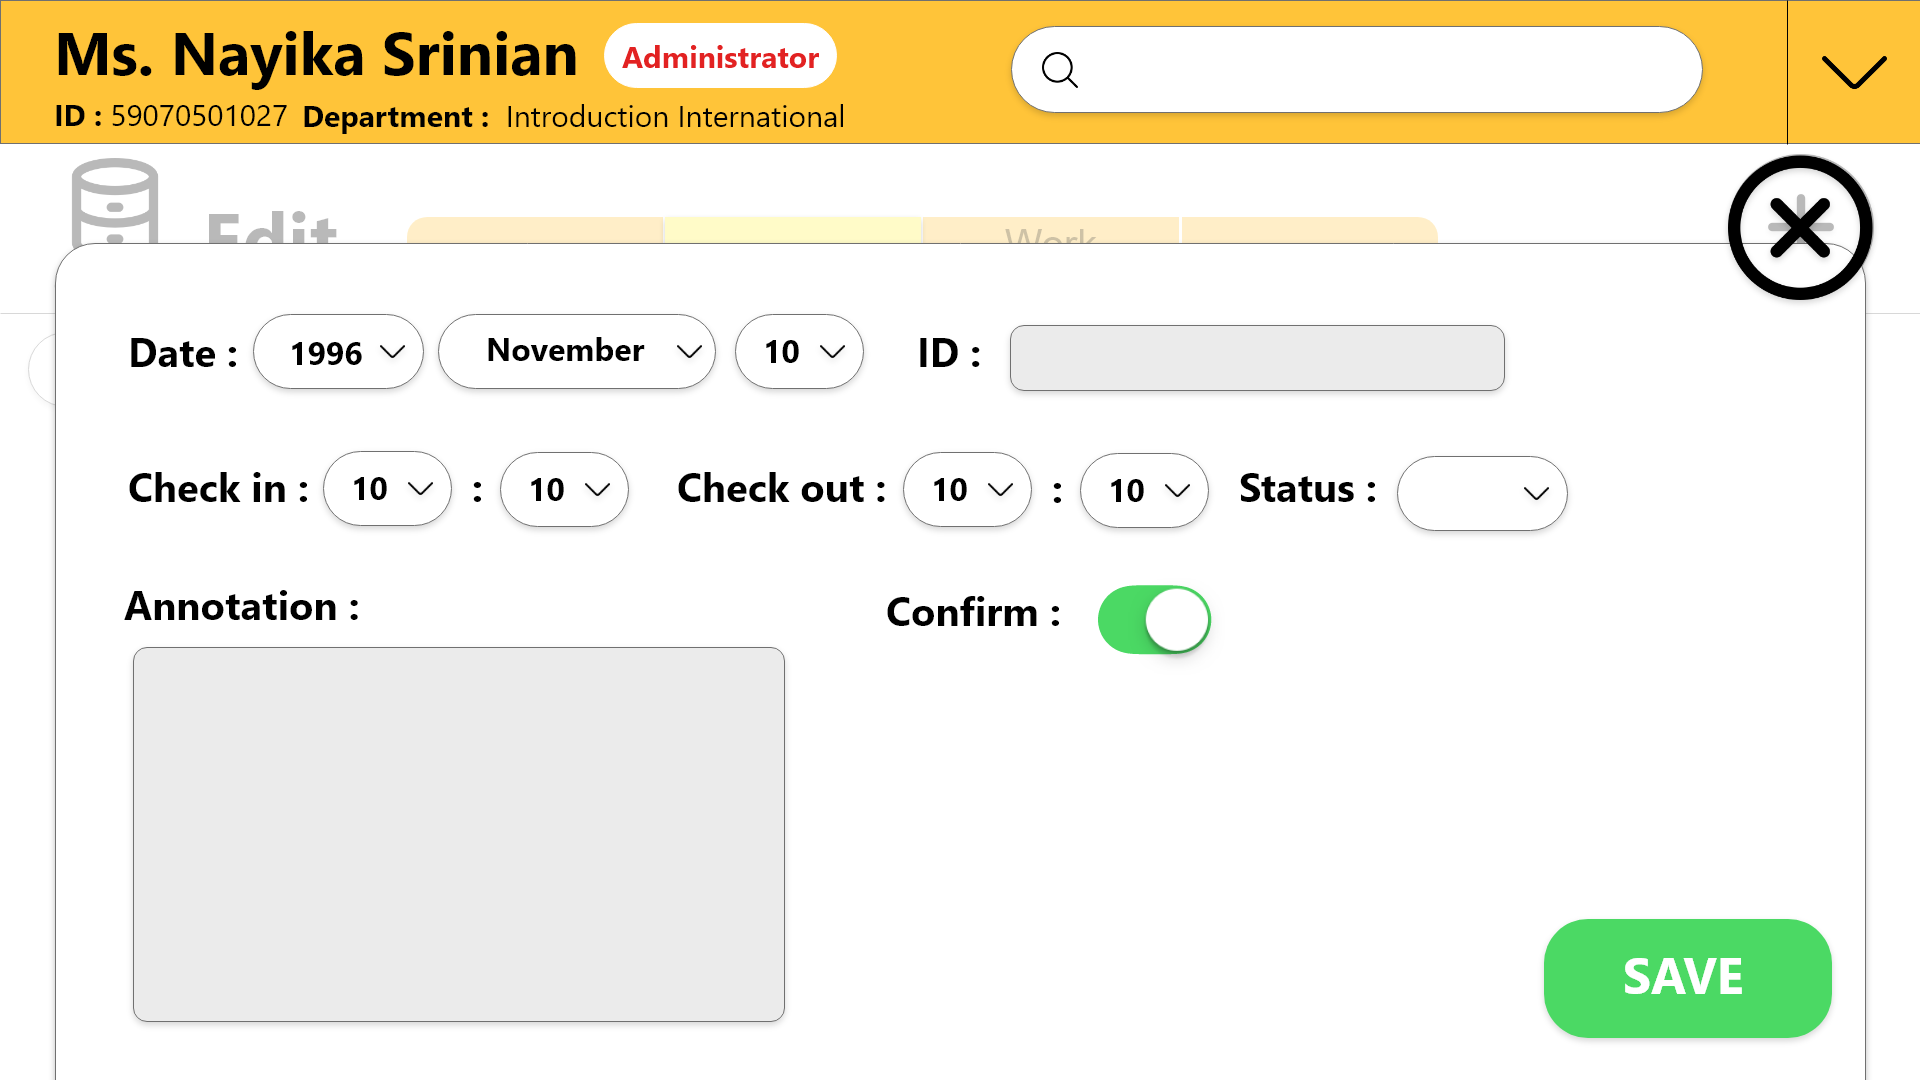 Ms. Nayika Srinian Administrator
ID : 59070501027 Department : Introduction International
Edit
Work
Date : 1996 November 10 ID :
Check in : 10 : 10 Check out : 10 : 10 Status :
Annotation :
Confirm :
SAVE